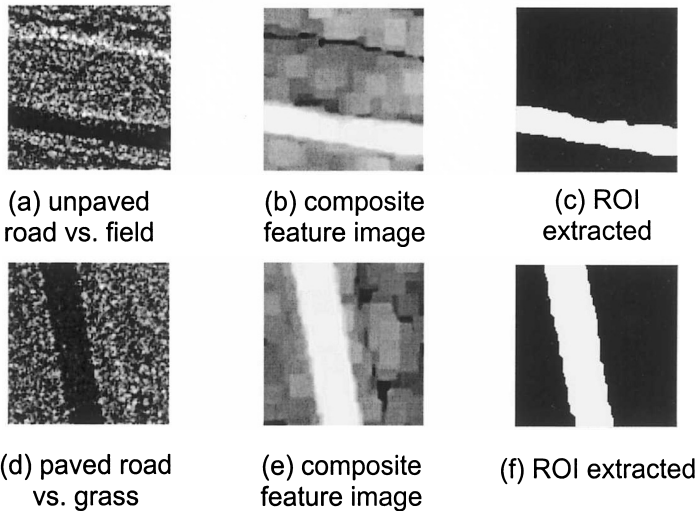 (a) unpaved
road vs. field
(b) composite
feature image
(c) ROI
extracted
(d) paved road
vs. grass
(e) composite
feature image
(f) ROI extracted